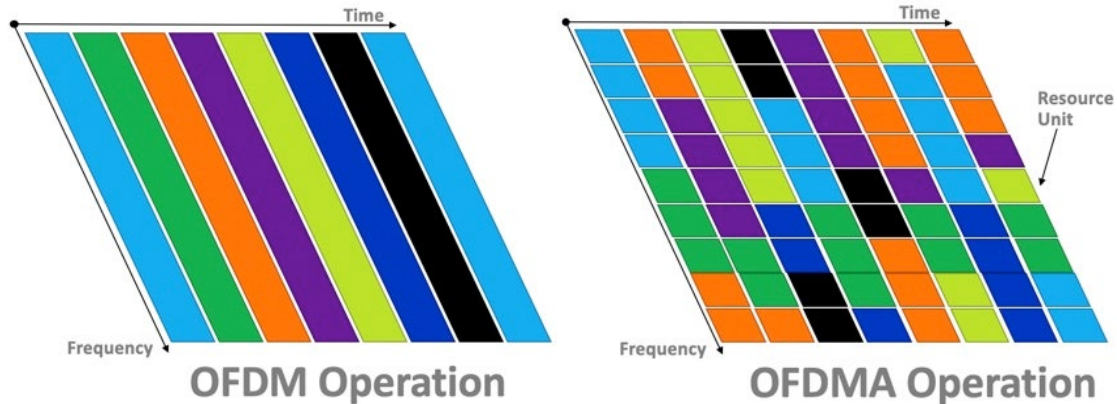 Time
Frequency
OFDM Operation
Time
Resource
Unit
Frequency
OFDMA Operation